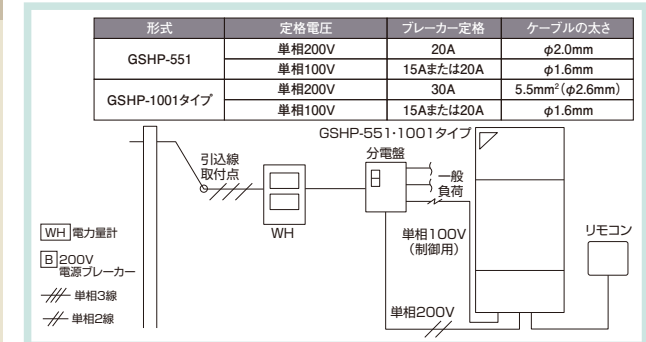 形式 定格電圧 ブレーカー定格 ケーブルの太さ
GSHP-551 単相200V 20A φ2.0mm
単相100V 15Aまたは20A φ1.6mm
GSHP-1001タイプ 単相200V 30A 5.5mm²(φ2.6mm)
単相100V 15Aまたは20A φ1.6mm
GSHP-551・1001タイプ
分電盤
引込線
取付点
一般
負荷
WH
単相100V
(制御用)
リモコン
WH 電力量計
B 200V
電源ブレーカー
単相3線
単相2線
単相200V